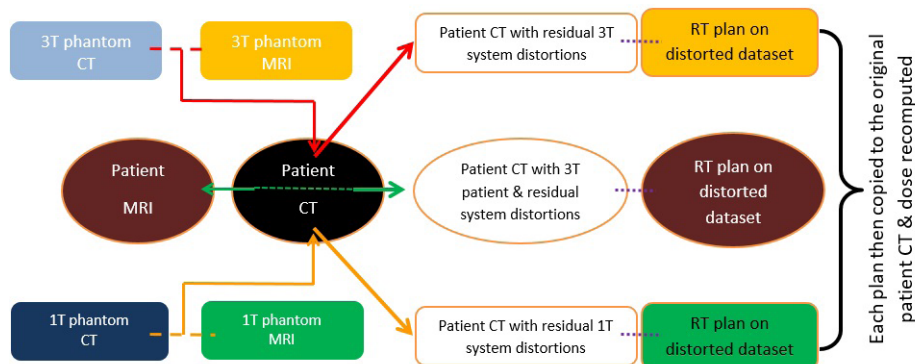 3T phantom
CT
3T phantom
MRI
Patient CT with residual 3T
system distortions
RT plan on
distorted dataset
Patient
MRI
Patient
CT
Patient CT with 3T
patient & residual
system distortions
RT plan on
distorted
dataset
1T phantom
CT
1T phantom
MRI
Patient CT with residual 1T
system distortions
RT plan on
distorted dataset
Each plan then copied to the original
patient CT & dose recomputed